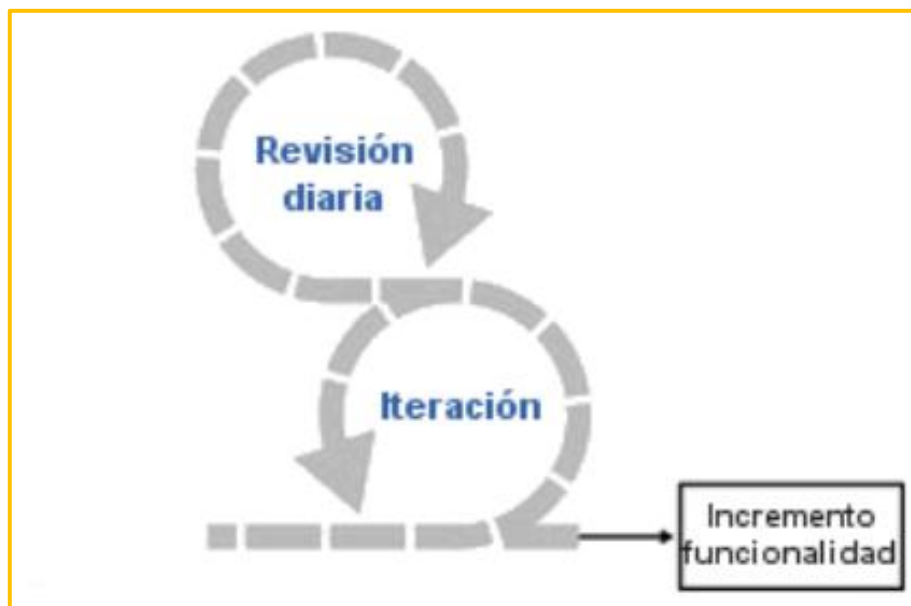 Revisión
diaria
Iteración
Incremento
funcionalidad